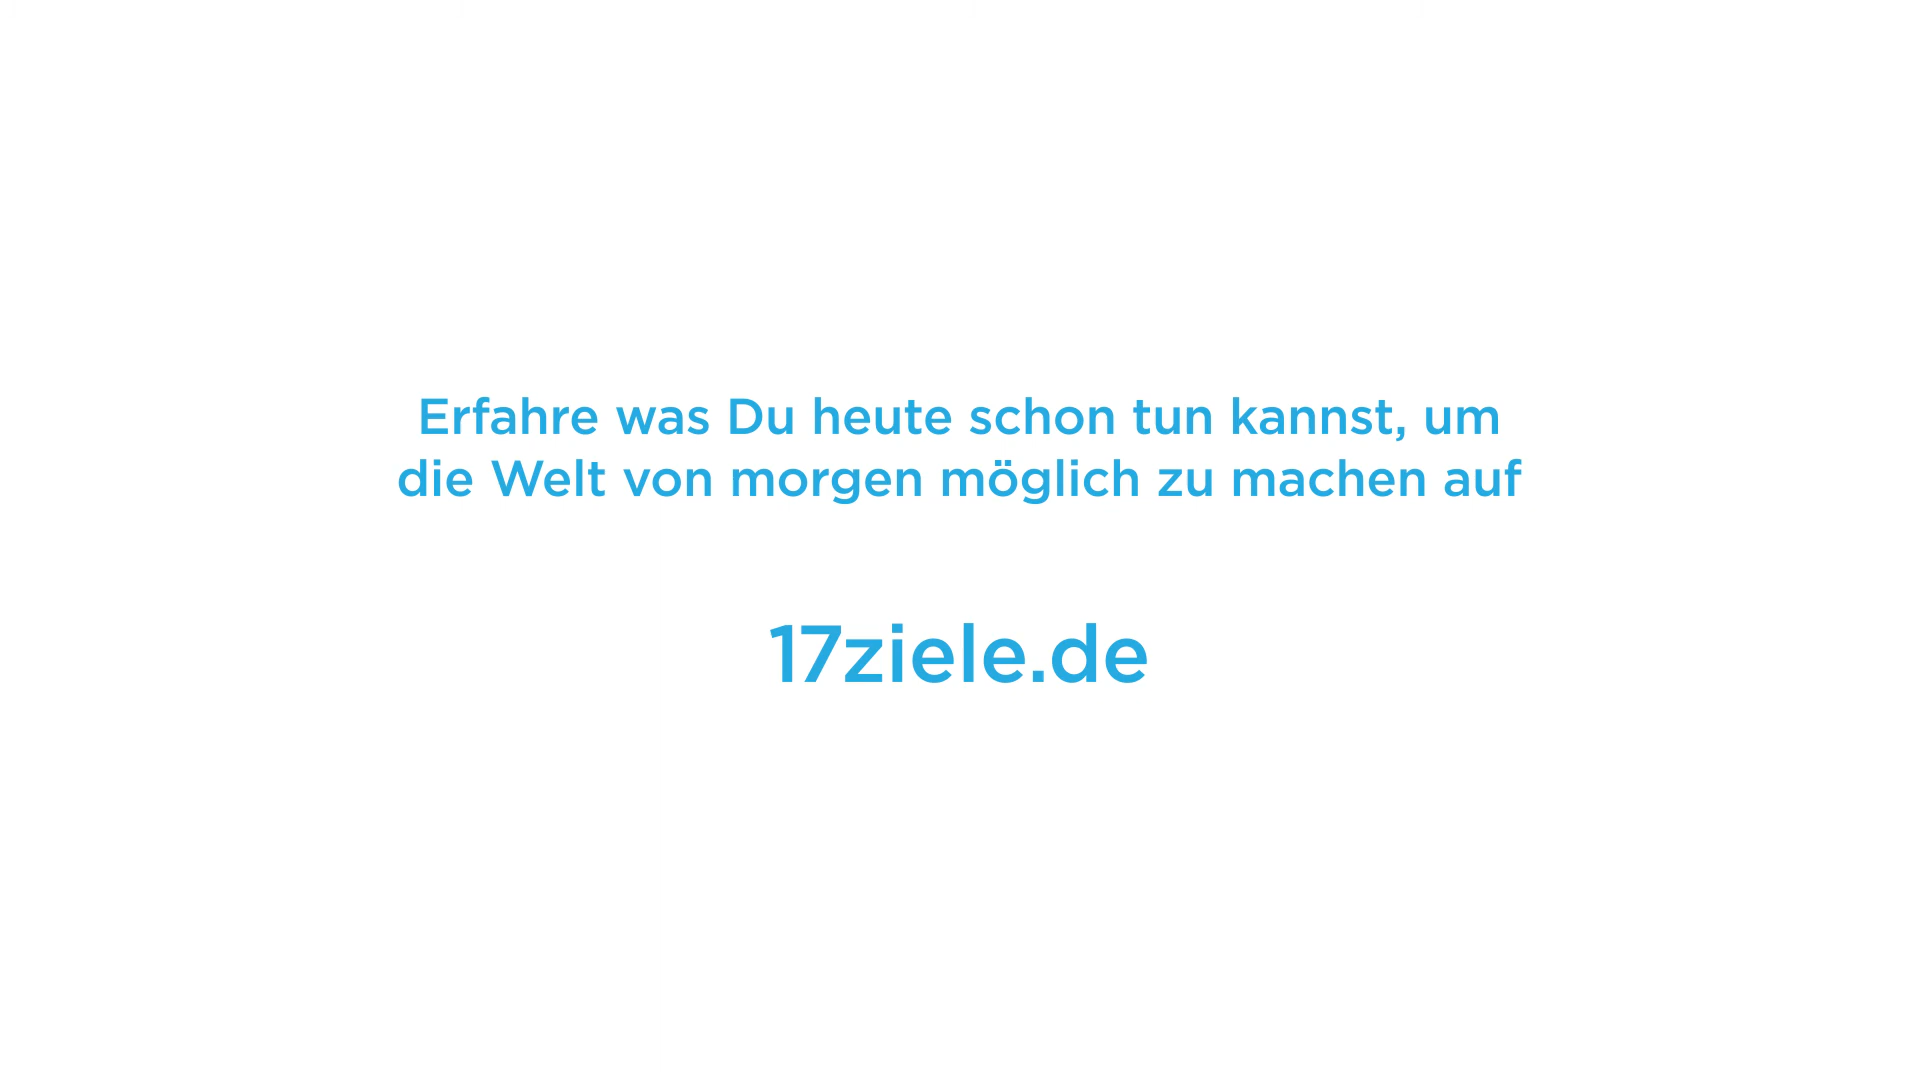 Erfahre was Du heute schon tun kannst, um
die Welt von morgen möglich zu machen auf
17ziele.de